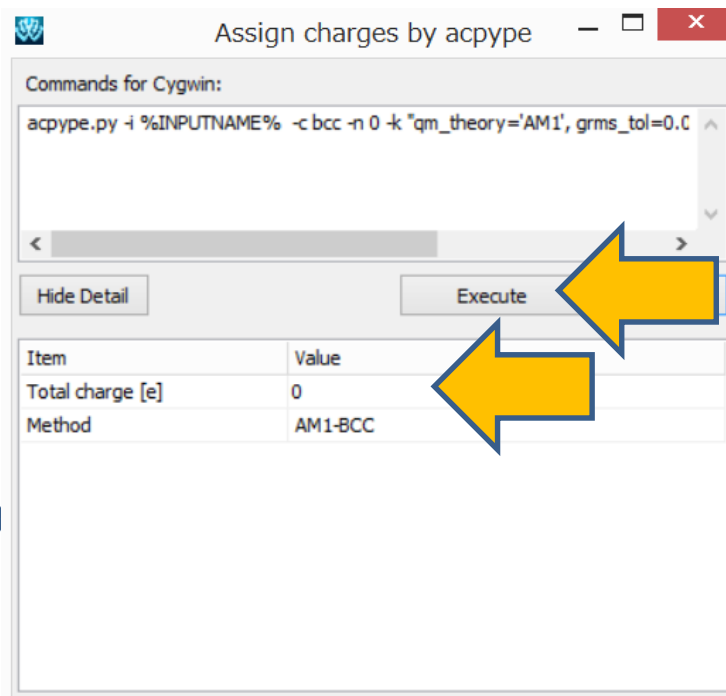 Assign charges by acpype
Commands for Cygwin:
acpype.py -i %INPUTNAME% -c bcc -n 0 -k "qm_theory='AM1', grms_tol=0.0
Hide Detail Execute
Item Value
Total charge [e] 0
Method AM1-BCC